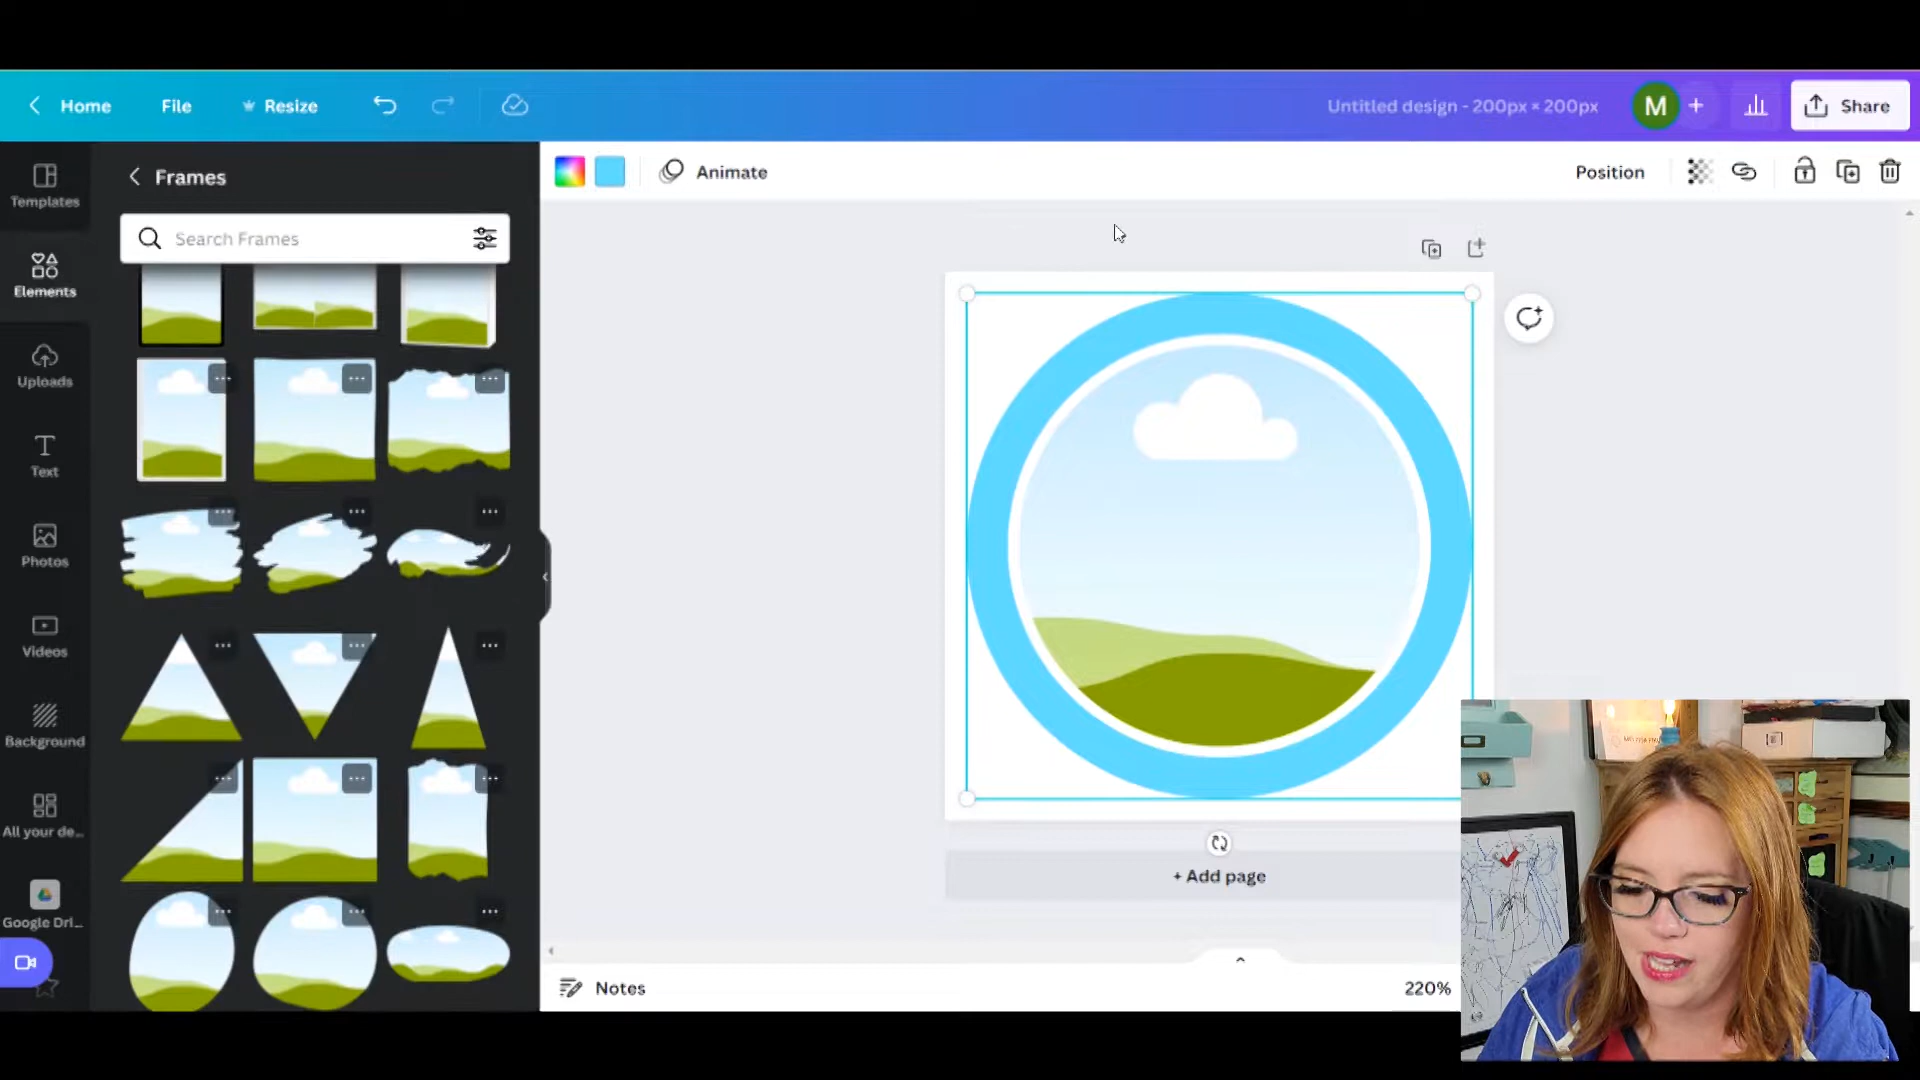 Home File Resize Untitled design - 200px × 200px M + Share
Templates
Elements
Uploads
Text
Photos
Videos
Background
All your de...
Google Dri...
Frames
Search Frames
Animate
Position
+ Add page
Notes
220%